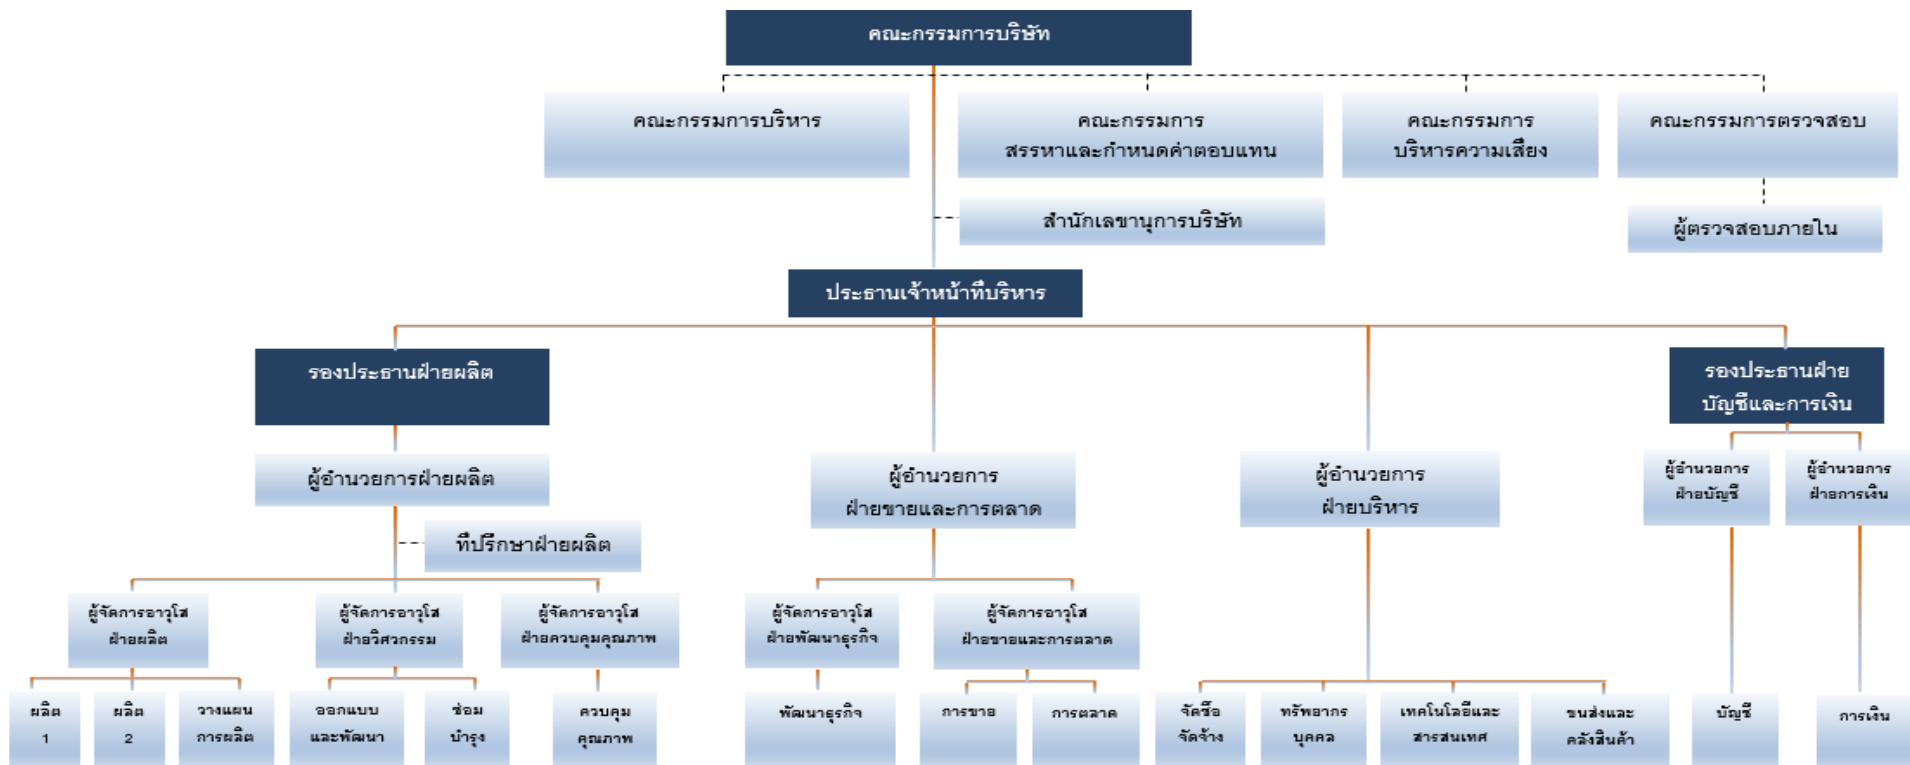 คณะกรรมการบริษัท
คณะกรรมการบริหาร
คณะกรรมการ
สรรหาและกำหนดค่าตอบแทน
คณะกรรมการ
บริหารความเสี่ยง
คณะกรรมการตรวจสอบ
สำนักเลขานุการบริษัท
ผู้ตรวจสอบภายใน
ประธานเจ้าหน้าที่บริหาร
รองประธานฝ่ายผลิต
รองประธานฝ่าย
บัญชีและการเงิน
ผู้อำนวยการฝ่ายผลิต
ผู้อำนวยการ
ฝ่ายขายและการตลาด
ผู้อำนวยการ
ฝ่ายบริหาร
ผู้อำนวยการ
ฝ่ายบัญชี
ผู้อำนวยการ
ฝ่ายการเงิน
ที่ปรึกษาฝ่ายผลิต
ผู้จัดการอาวุโส
ฝ่ายผลิต
ผู้จัดการอาวุโส
ฝ่ายวิศวกรรม
ผู้จัดการอาวุโส
ฝ่ายควบคุมคุณภาพ
ผู้จัดการอาวุโส
ฝ่ายพัฒนาธุรกิจ
ผู้จัดการอาวุโส
ฝ่ายขายและการตลาด
ผลิต
1
ผลิต
2
วางแผน
การผลิต
ออกแบบ
และพัฒนา
ซ่อม
บำรุง
ควบคุม
คุณภาพ
พัฒนาธุรกิจ
การขาย
การตลาด
จัดซื้อ
จัดจ้าง
ทรัพยากร
บุคคล
เทคโนโลยีและ
สารสนเทศ
ขนส่งและ
คลังสินค้า
บัญชี
การเงิน